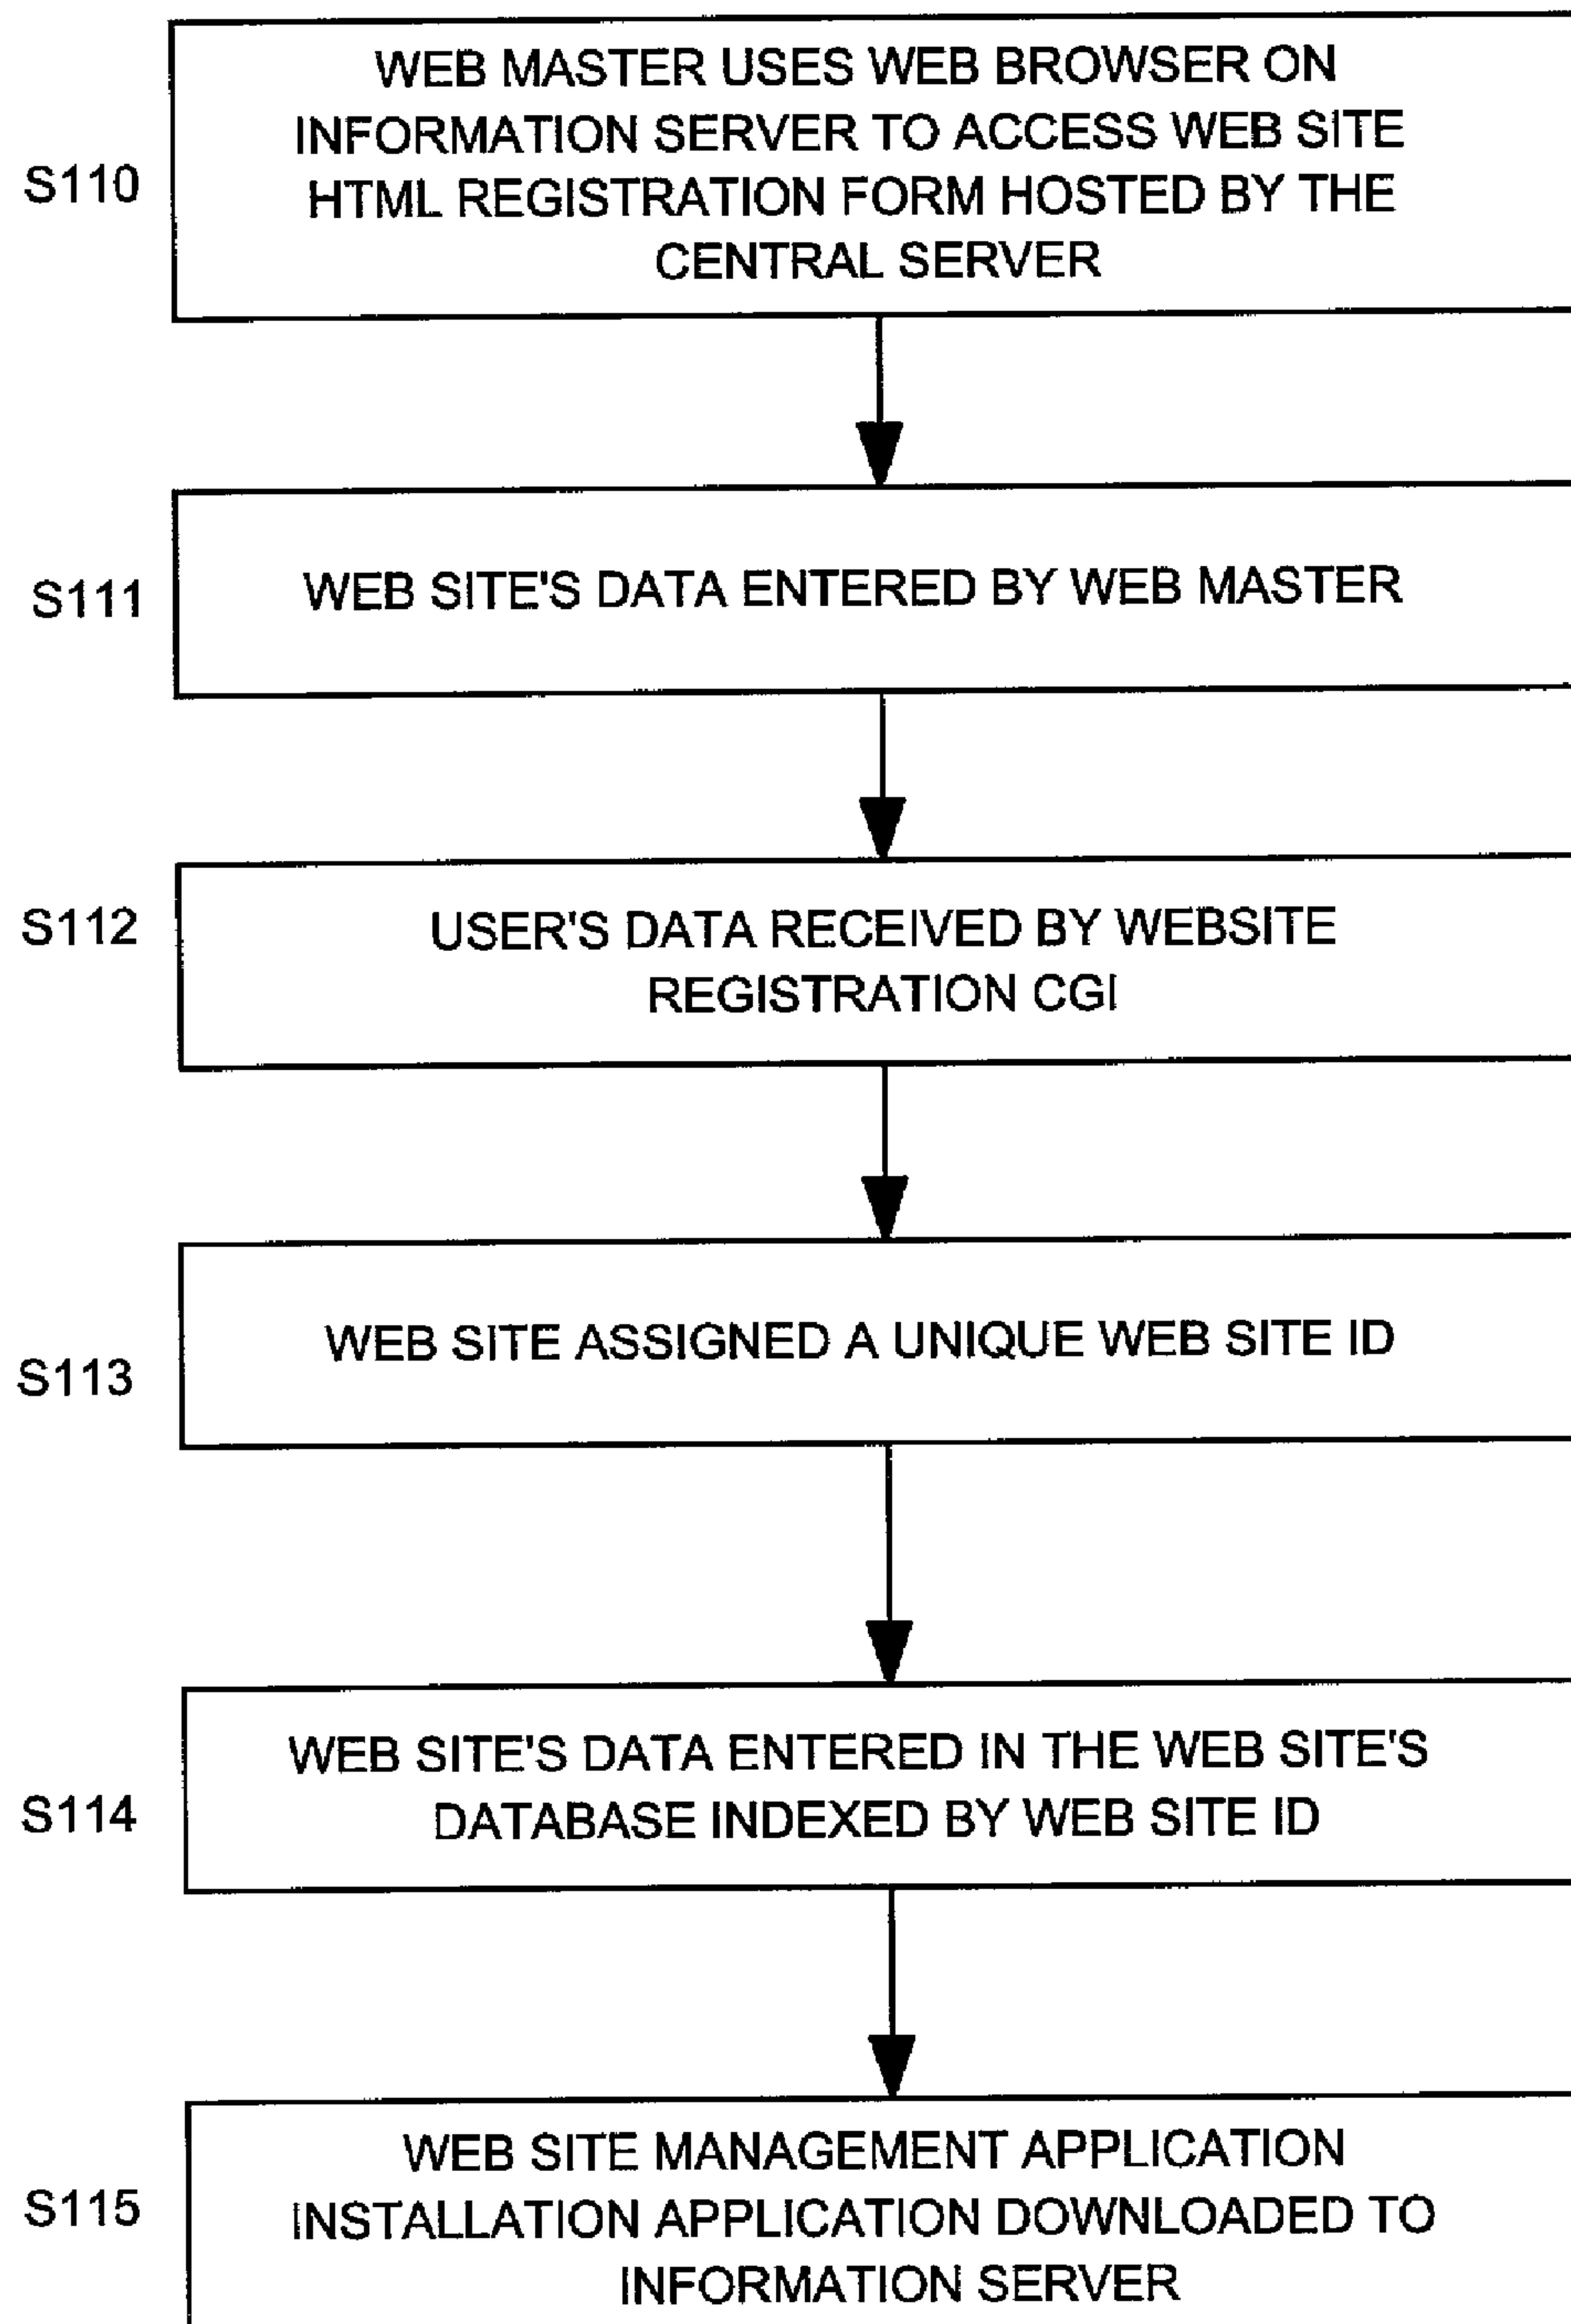 WEB MASTER USES WEB BROWSER ON
INFORMATION SERVER TO ACCESS WEB SITE
S110
HTML REGISTRATION FORM HOSTED BY THE
CENTRAL SERVER
S111
WEB SITE'S DATA ENTERED BY WEB MASTER
S112
USER'S DATA RECEIVED BY WEBSITE
REGISTRATION CGI
S113
WEB SITE ASSIGNED A UNIQUE WEB SITE ID
WEB SITE'S DATA ENTERED IN THE WEB SITE'S
S114
DATABASE INDEXED BY WEB SITE ID
WEB SITE MANAGEMENT APPLICATION
S115
INSTALLATION APPLICATION DOWNLOADED TO
INFORMATION SERVER